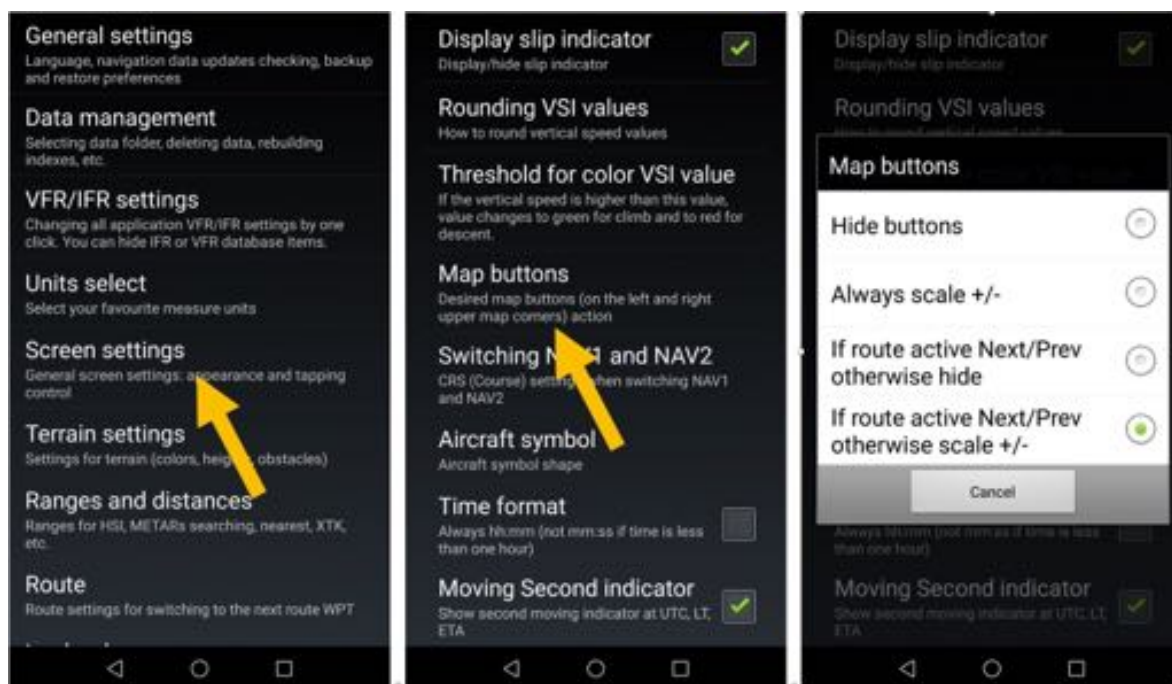 General settings
Language, navigation data updates checking, backup
and restore preferences
Data management
Selecting data folder, deleting data, rebuilding
indexes, etc.
VFR/IFR settings
Changing all application VFR/IFR settings by one
click. You can hide IFR or VFR database items.
Units select
Select your favourite measure units
Screen settings
General screen settings: appearance and tapping
control
Terrain settings
Settings for terrain (colors, heights, obstacles)
Ranges and distances
Ranges for HSI, METARs searching, nearest, XTK,
etc.
Route
Route settings for switching to the next route WPT
Display slip indicator
Display/hide slip indicator
Rounding VSI values
How to round vertical speed values
Threshold for color VSI value
If the vertical speed is higher than this value,
value changes to green for climb and to red for
descent.
Map buttons
Desired map buttons (on the left and right
upper map corners) action
Switching NAV1 and NAV2
CRS (Course) setting when switching NAV1
and NAV2
Aircraft symbol
Aircraft symbol shape
Time format
Always hh:mm (not mm:ss if time is less
than one hour)
Moving Second indicator
Show second moving indicator at UTC, LT,
ETA
Display slip indicator
Display/hide slip indicator
Rounding VSI values
Map buttons
Hide buttons
Always scale +/-
If route active Next/Prev
otherwise hide
If route active Next/Prev
otherwise scale +/-
Cancel
Always hh:mm (not mm:ss if time is less
than one hour)
Moving Second indicator
Show second moving indicator at UTC, LT,
ETA